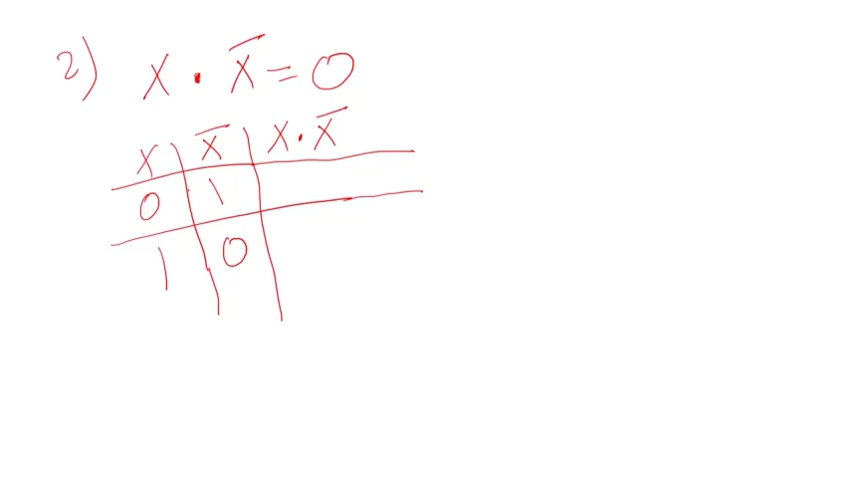 2) X · X̅ = 0
X X̅ X · X̅
0 1
1 0